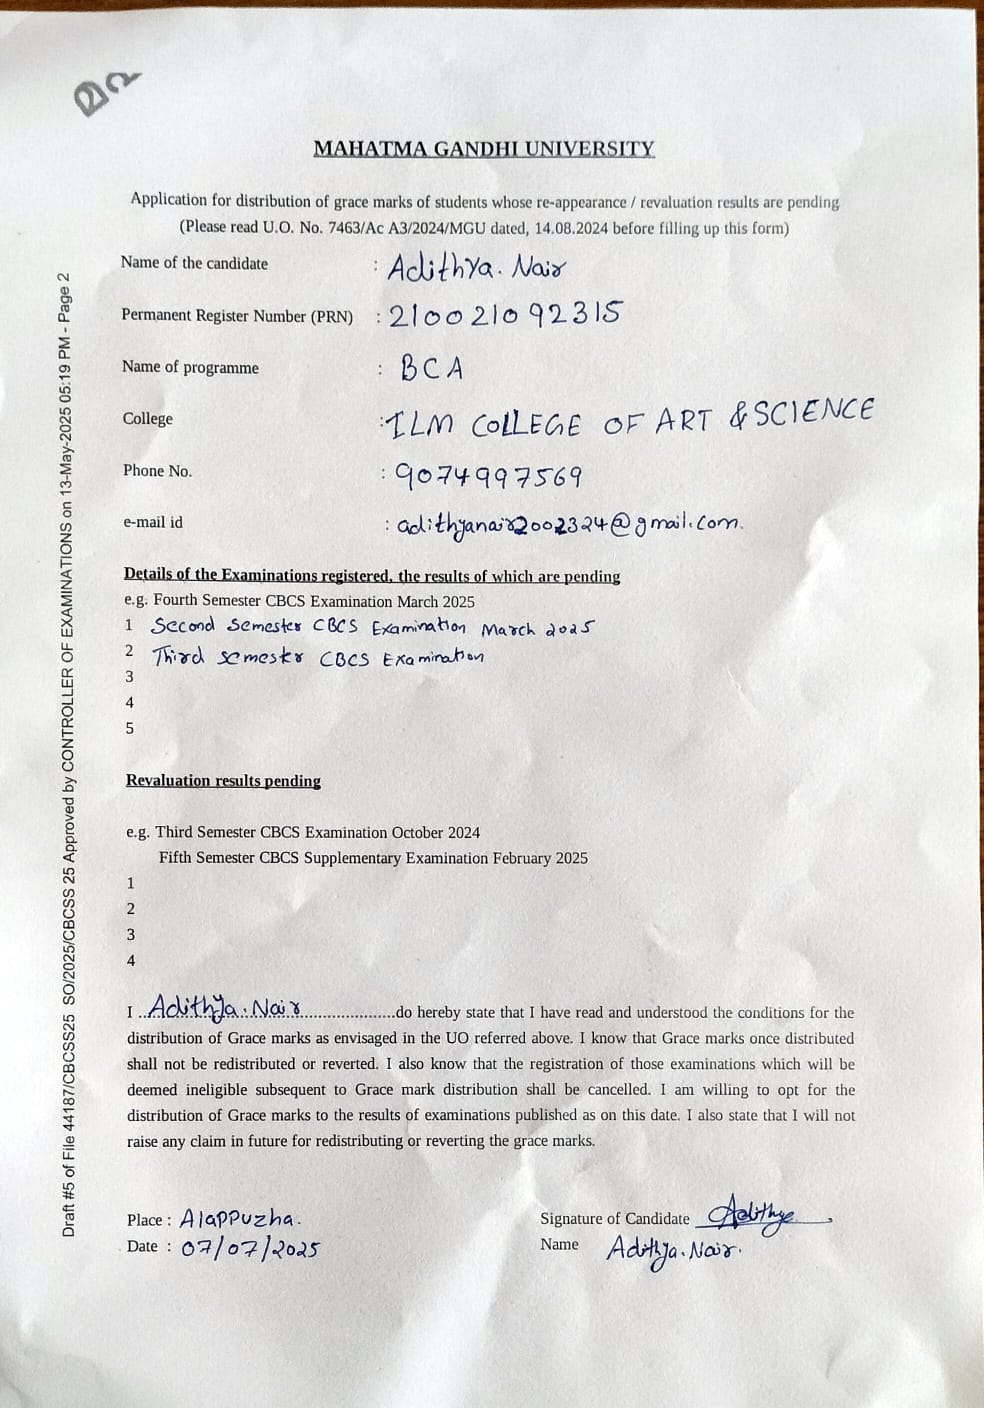 മ
MAHATMA GANDHI UNIVERSITY
Application for distribution of grace marks of students whose re-appearance / revaluation results are pending
(Please read U.O. No. 7463/Ac A3/2024/MGU dated, 14.08.2024 before filling up this form)
Name of the candidate : Adithya. Nair
Permanent Register Number (PRN) : 210021092315
Name of programme : BCA
College : ILM COLLEGE OF ART & SCIENCE
Phone No. : 9074997569
e-mail id : adithyanair2002324@gmail.com.
Details of the Examinations registered, the results of which are pending
e.g. Fourth Semester CBCS Examination March 2025
1 Second Semester CBCS Examination March 2025
2 Third semester CBCS Examination
3
4
5
Revaluation results pending
e.g. Third Semester CBCS Examination October 2024
Fifth Semester CBCS Supplementary Examination February 2025
1
2
3
4
I ..Adithya. Nair......................do hereby state that I have read and understood the conditions for the
distribution of Grace marks as envisaged in the UO referred above. I know that Grace marks once distributed
shall not be redistributed or reverted. I also know that the registration of those examinations which will be
deemed ineligible subsequent to Grace mark distribution shall be cancelled. I am willing to opt for the
distribution of Grace marks to the results of examinations published as on this date. I also state that I will not
raise any claim in future for redistributing or reverting the grace marks.
Place : Alappuzha.
Date : 07/07/2025
Signature of Candidate Adithya
Name Adithya. Nair.
Draft #5 of File 44187/CBCSS25 SO/2025/CBCSS 25 Approved by CONTROLLER OF EXAMINATIONS on 13-May-2025 05:19 PM - Page 2